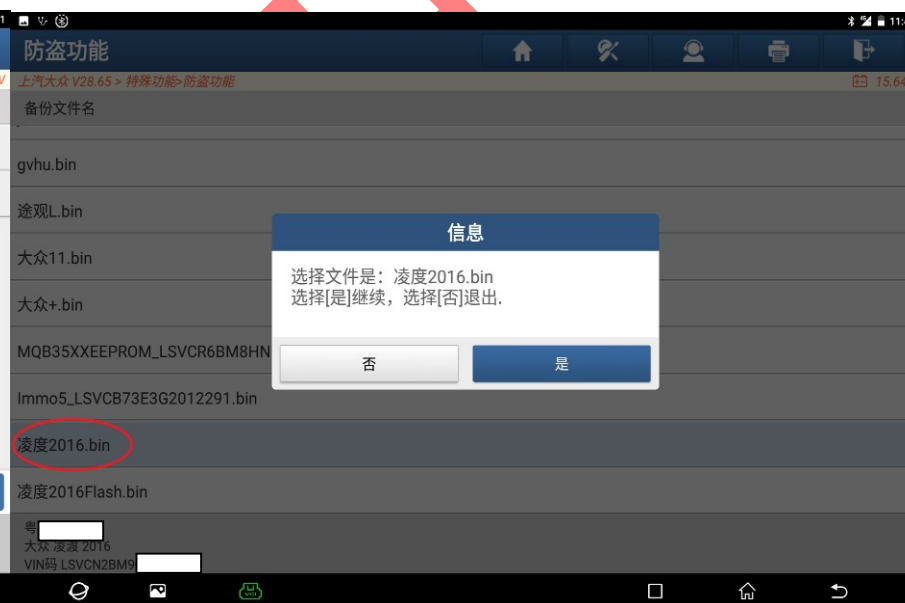 1
11:
防盗功能
V
上汽大众 V28.65 > 特殊功能>防盗功能
15.64
备份文件名
gvhu.bin
途观L.bin
大众11.bin
大众+.bin
MQB35XXEEPROM_LSVCR6BM8HN
Immo5_LSVCB73E3G2012291.bin
凌度2016.bin
凌度2016Flash.bin
信息
选择文件是：凌度2016.bin
选择[是]继续，选择[否]退出.
否
是
粤
大众 凌渡 2016
VIN码 LSVCN2BM9
VCI